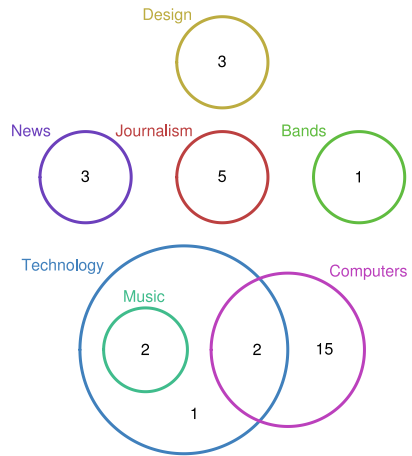 Design
3
News
Journalism
Bands
3
5
1
Technology
Computers
Music
2
2
15
1